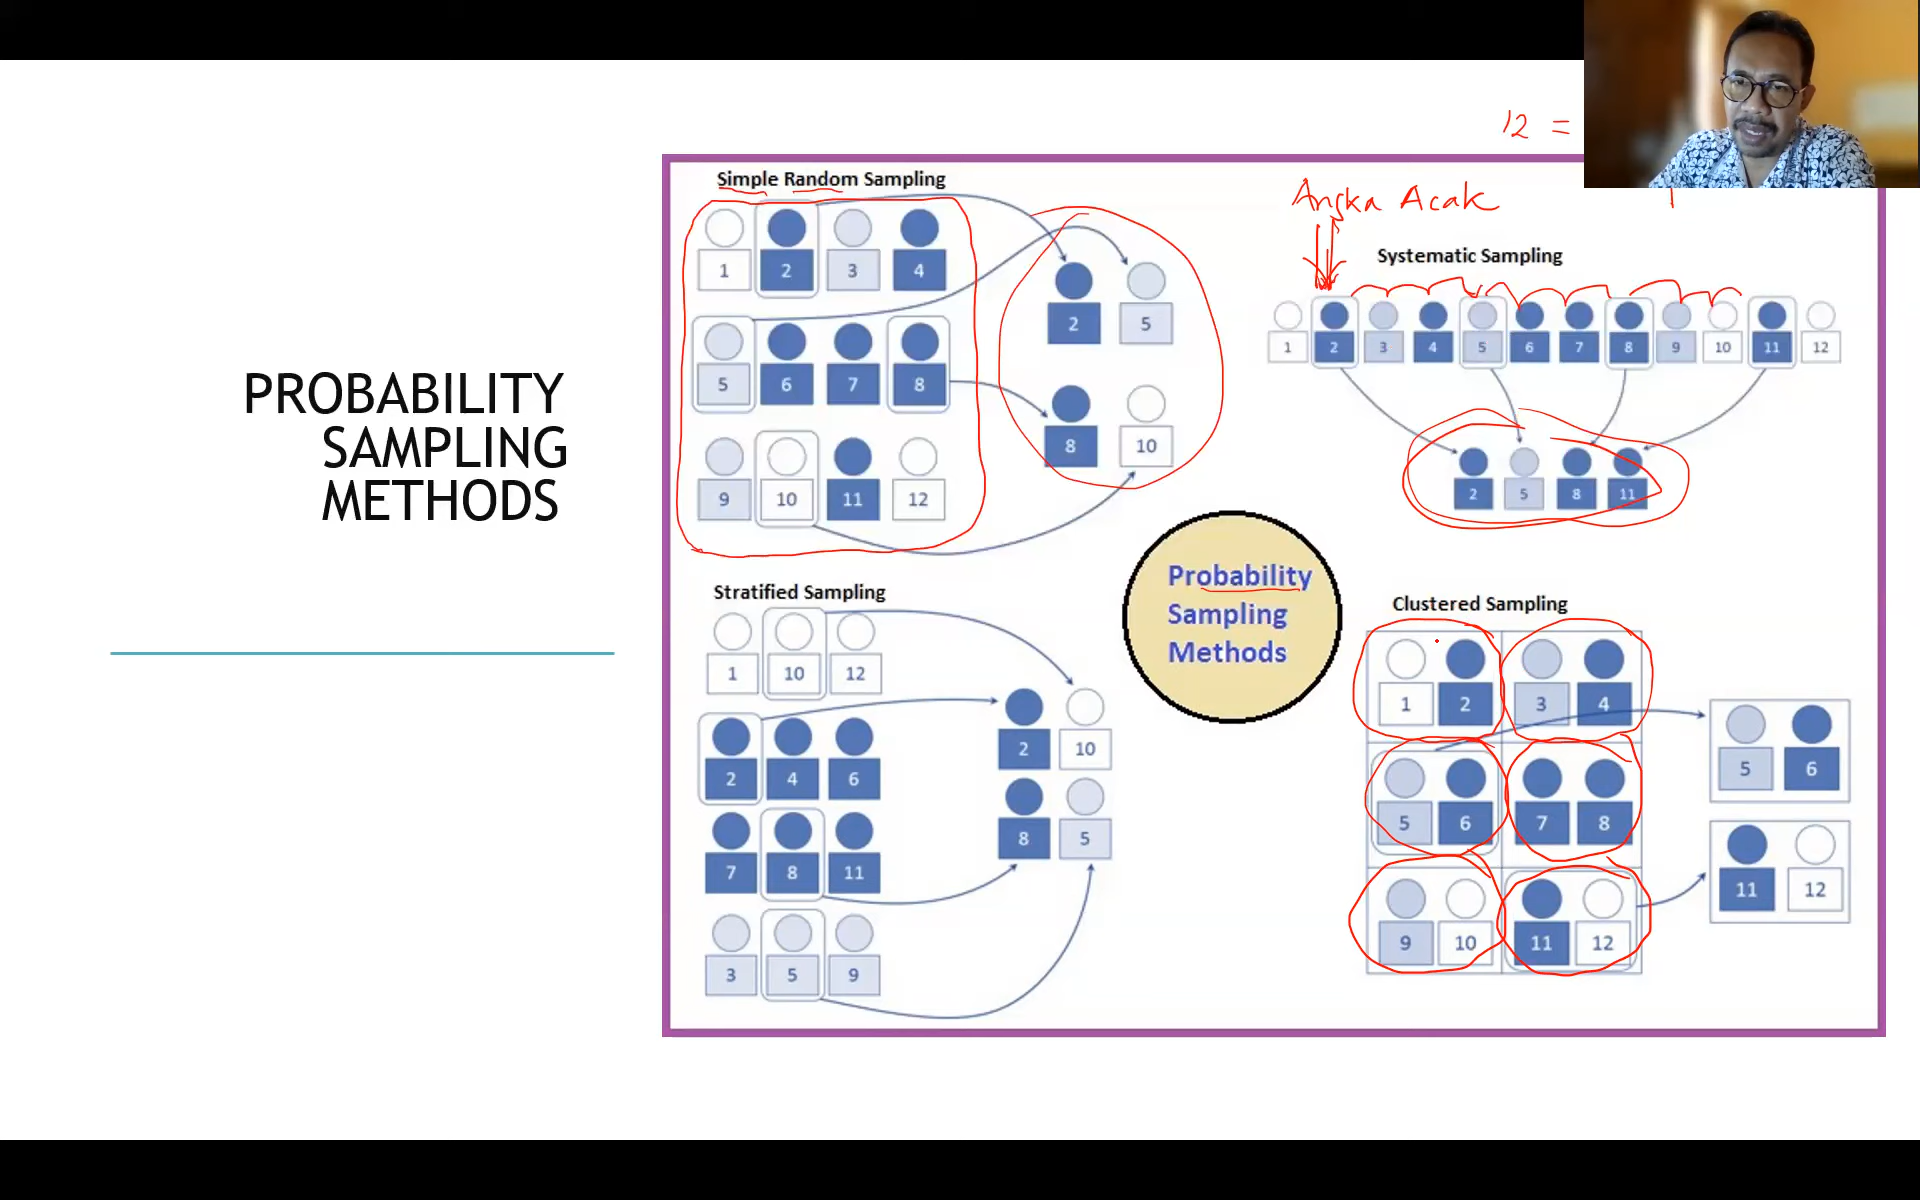 PROBABILITY
SAMPLING
METHODS
12 =
Simple Random Sampling
1 2 3 4
5 6 7 8
9 10 11 12
2 5
8 10
Angka Acak
Systematic Sampling
1 2 3 4 5 6 7 8 9 10 11 12
2 5 8 11
Probability
Sampling
Methods
Stratified Sampling
1 10 12
2 4 6
7 8 11
3 5 9
2 10
8 5
Clustered Sampling
1 2 3 4
5 6 7 8
9 10 11 12
5 6
11 12